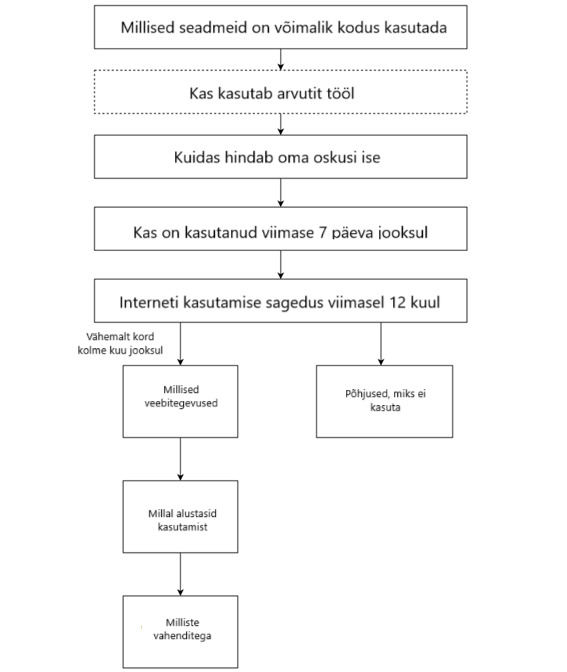 Millised seadmeid on võimalik kodus kasutada
Kas kasutab arvutit tööl
Kuidas hindab oma oskusi ise
Kas on kasutanud viimase 7 päeva jooksul
Interneti kasutamise sagedus viimasel 12 kuul
Vähemalt kord
kolme kuu jooksul
Millised
veebitegevused
Põhjused, miks ei
kasuta
Millal alustasid
kasutamist
Milliste
vahenditega